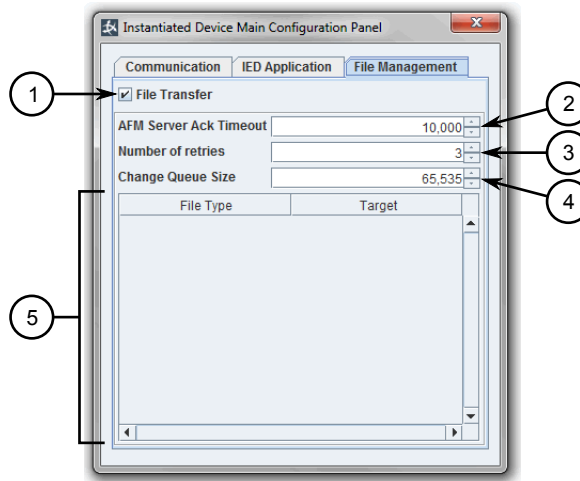 Instantiated Device Main Configuration Panel
Communication IED Application File Management
1 File Transfer
AFM Server Ack Timeout 10,000 2
Number of retries 3 3
Change Queue Size 65,535 4
File Type Target
5